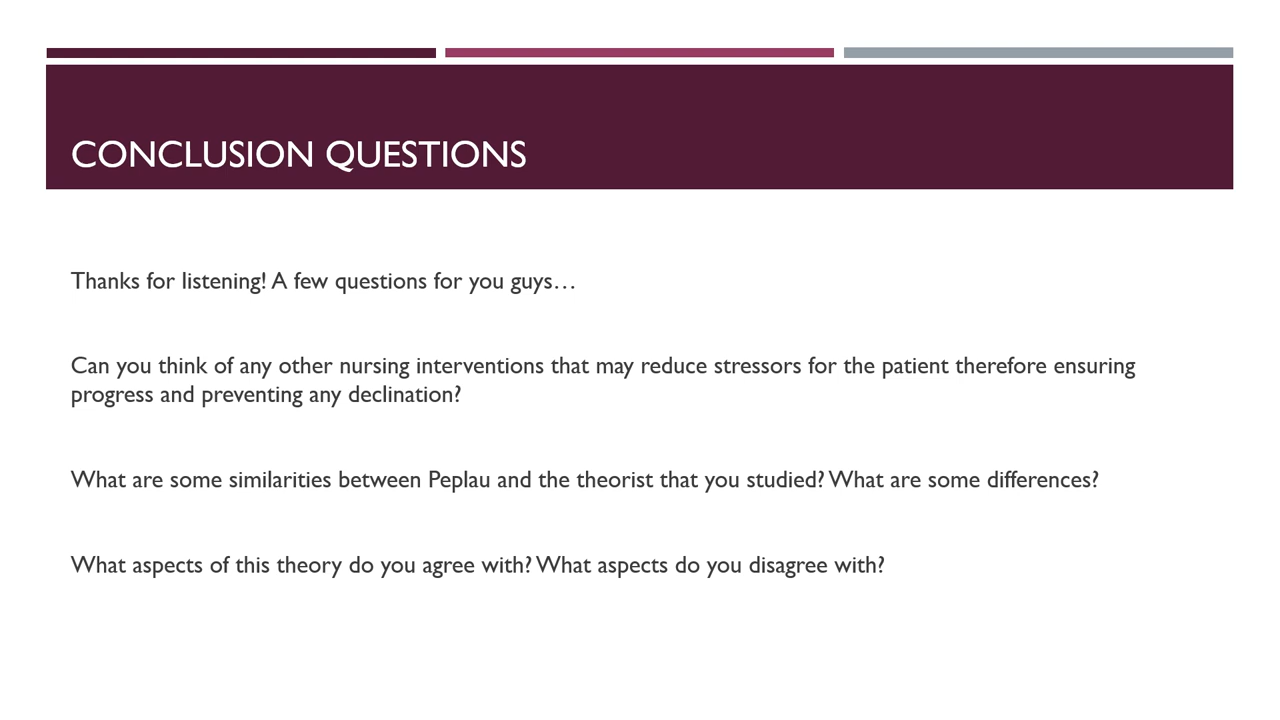 CONCLUSION QUESTIONS
Thanks for listening! A few questions for you guys…
Can you think of any other nursing interventions that may reduce stressors for the patient therefore ensuring
progress and preventing any declination?
What are some similarities between Peplau and the theorist that you studied? What are some differences?
What aspects of this theory do you agree with? What aspects do you disagree with?